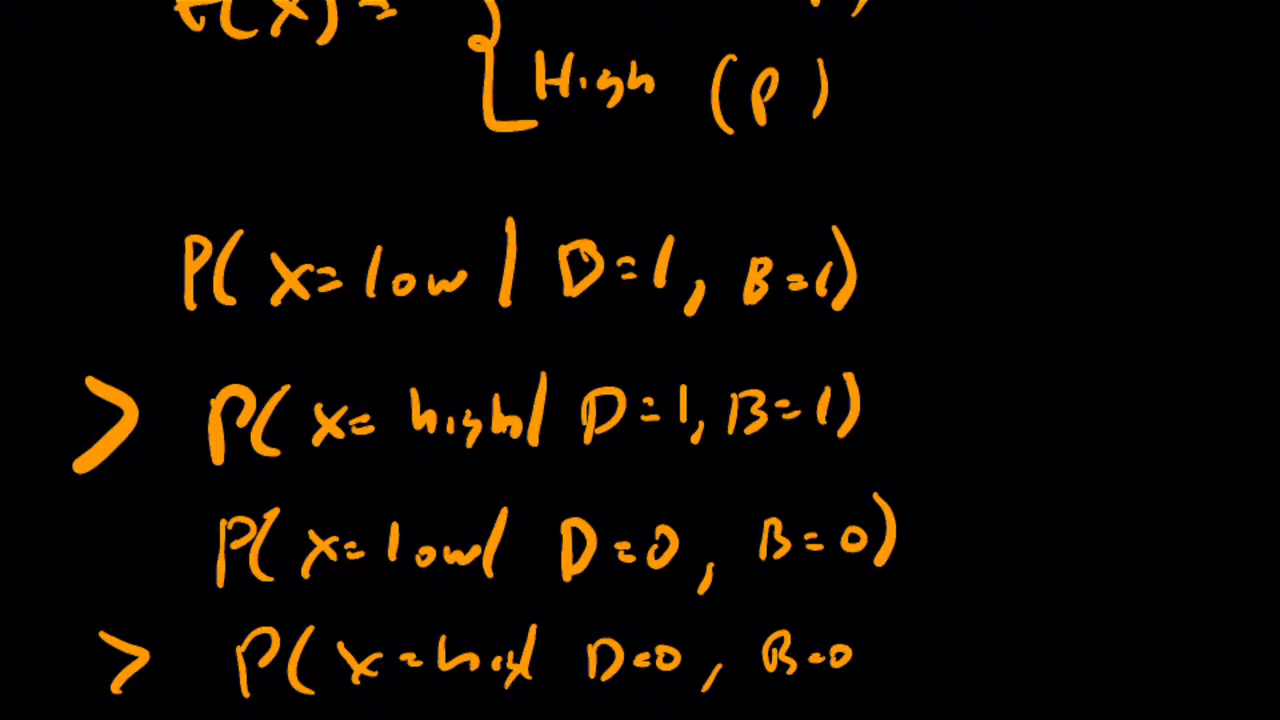 (X) =
High (P)
P( X= low | D=1, B=1)
> P( X= high | D=1, B=1)
P( X= low | D=0, B=0)
> P( X= high | D=0, B=0